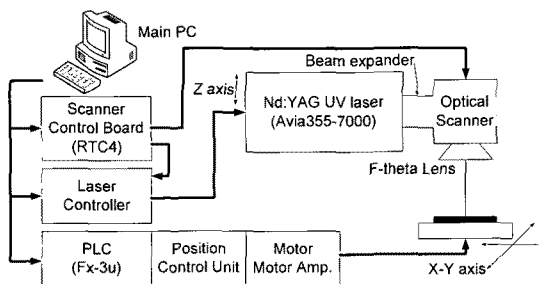 Main PC
Beam expander
Z axis
Nd:YAG UV laser
(Avia355-7000)
Optical
Scanner
Scanner
Control Board
(RTC4)
F-theta Lens
Laser
Controller
PLC
(Fx-3u)
Position
Control Unit
Motor
Motor Amp.
X-Y axis